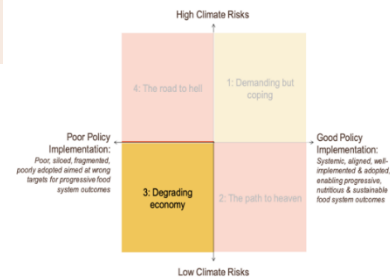 High Climate Risks
4: The road to hell
1: Demanding but
coping
Poor Policy
Implementation:
Poor, siloed, fragmented,
poorly adopted aimed at wrong
targets for progressive food
system outcomes
Good Policy
Implementation:
Systemic, aligned, well-
implemented & adopted,
enabling progressive,
nutritious & sustainable
food system outcomes
3: Degrading
economy
2: The path to heaven
Low Climate Risks